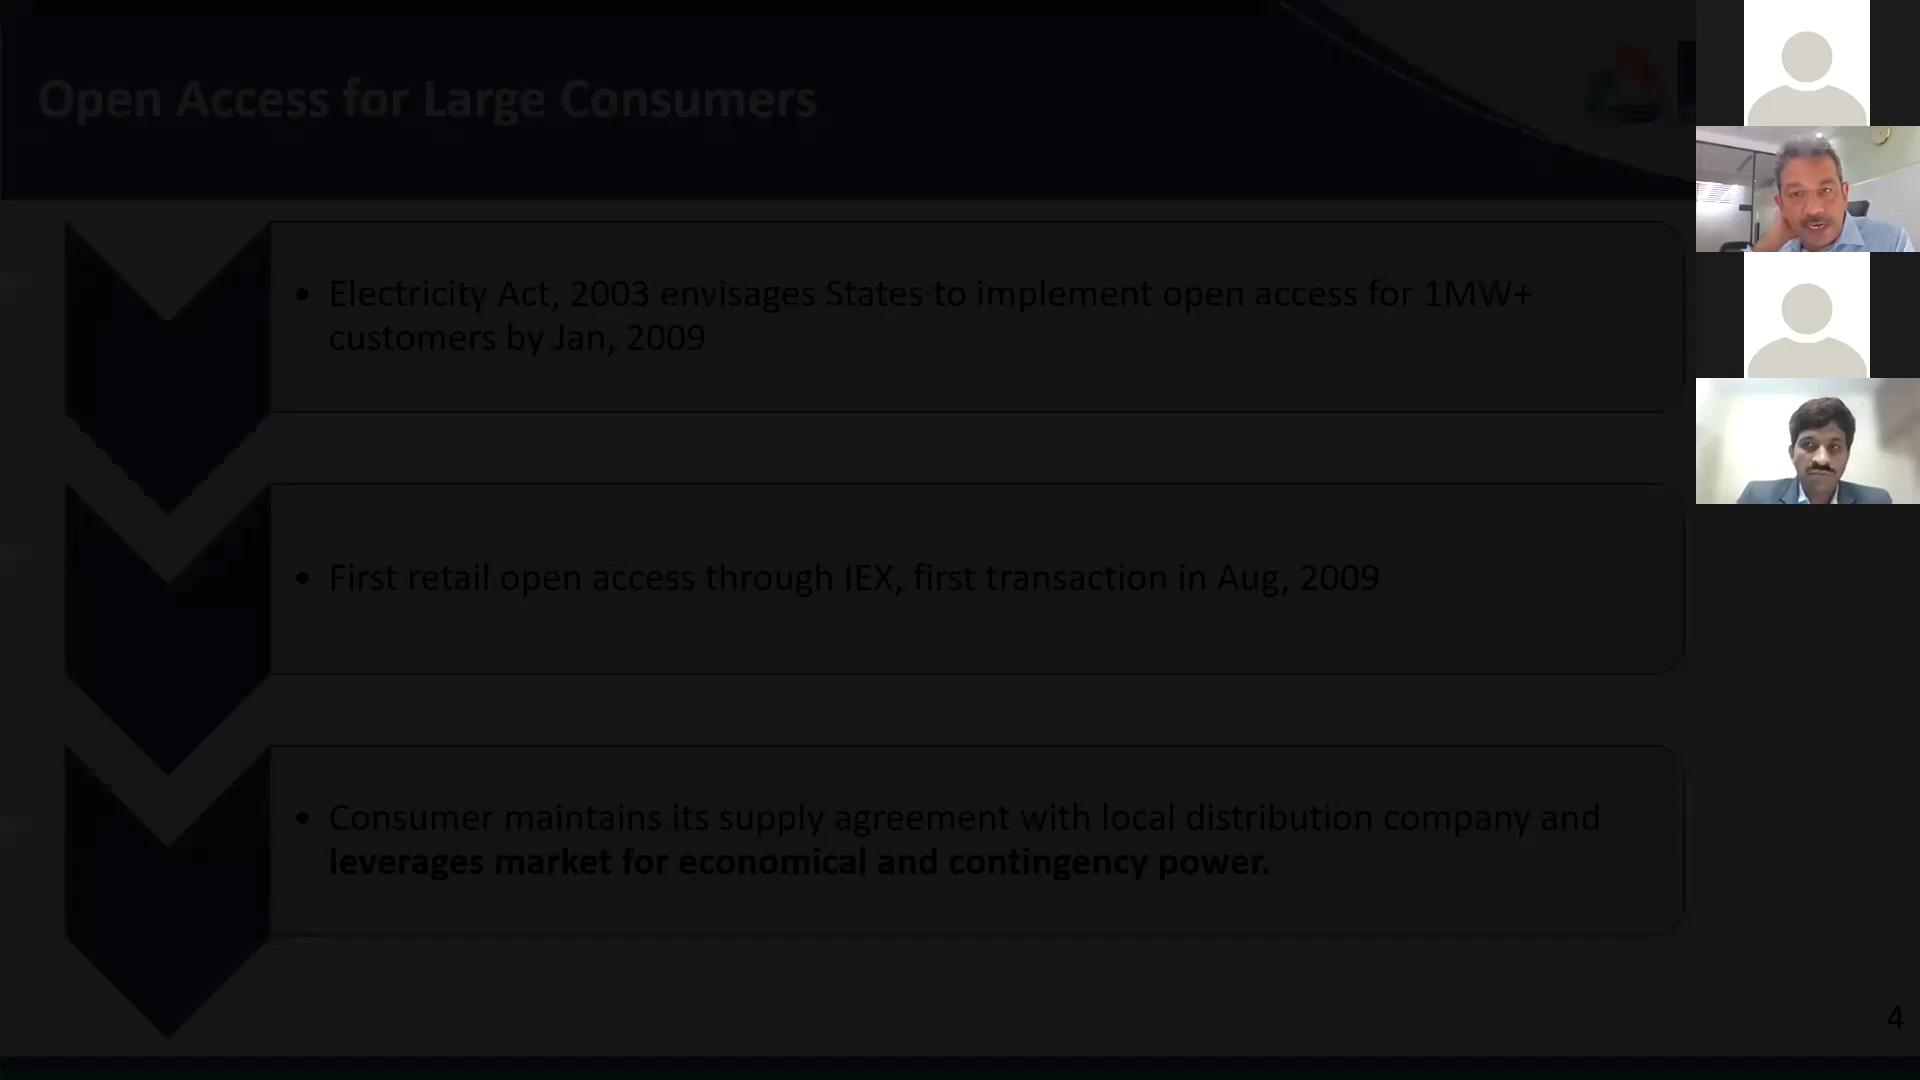 Open Access for Large Consumers
• Electricity Act, 2003 envisages States to implement open access for 1MW+
customers by Jan, 2009
• First retail open access through IEX, first transaction in Aug, 2009
• Consumer maintains its supply agreement with local distribution company and
leverages market for economical and contingency power.
4